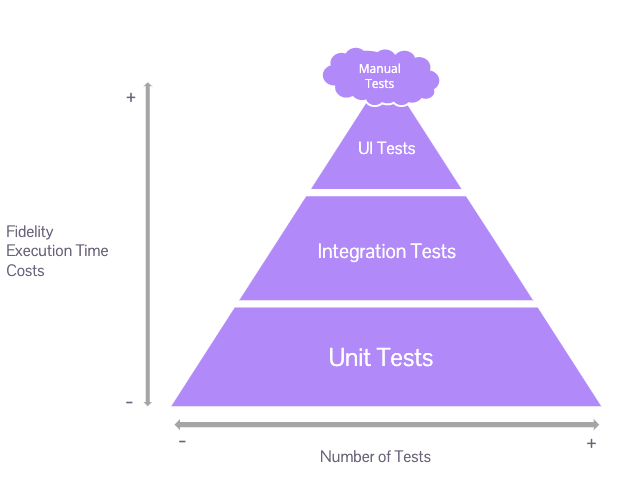 Manual
Tests
+
UI Tests
Fidelity
Execution Time
Costs
Integration Tests
Unit Tests
-
- +
Number of Tests